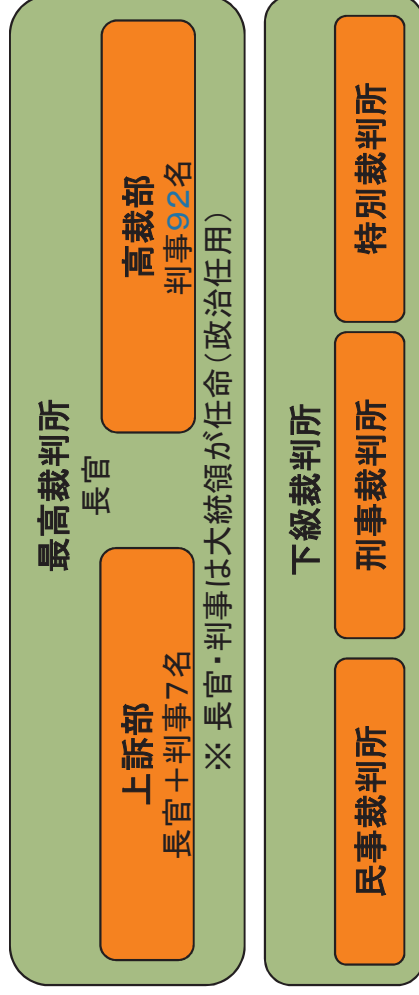 最高裁判所
長官
上訴部
長官＋判事7名
高裁部
判事92名
※ 長官・判事は大統領が任命（政治任用）
下級裁判所
民事裁判所
刑事裁判所
特別裁判所